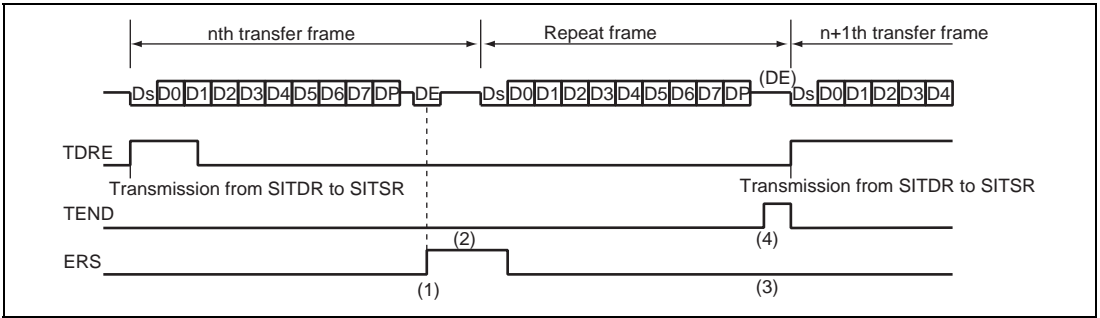 nth transfer frame Repeat frame n+1th transfer frame
(DE)
Ds D0 D1 D2 D3 D4 D5 D6 D7 DP DE Ds D0 D1 D2 D3 D4 D5 D6 D7 DP Ds D0 D1 D2 D3 D4
TDRE
Transmission from SITDR to SITSR Transmission from SITDR to SITSR
TEND
(2) (4)
ERS
(1) (3)